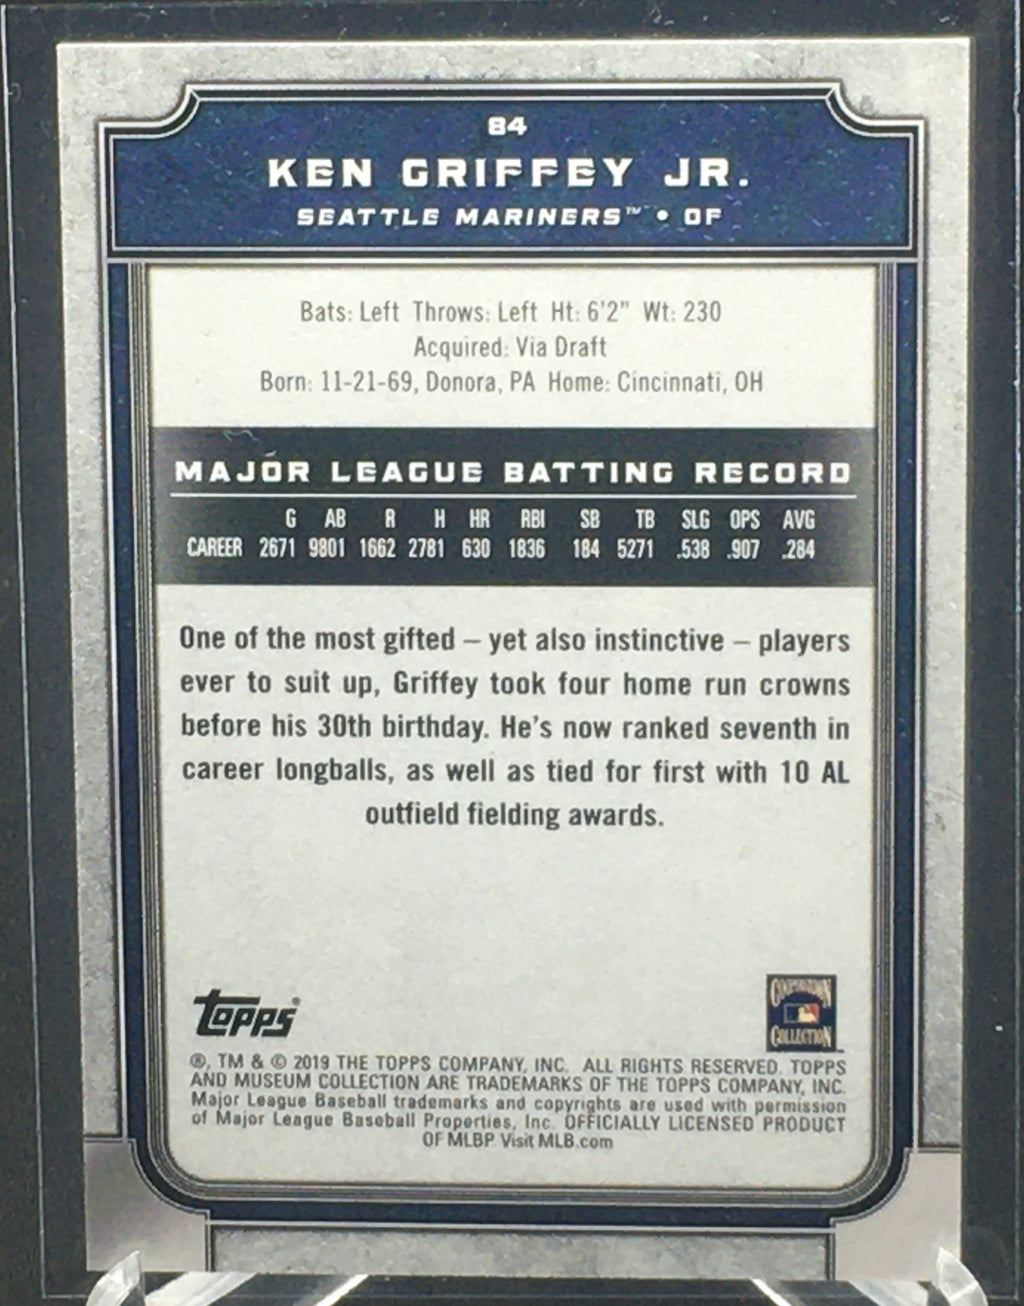 84
KEN GRIFFEY JR.
SEATTLE MARINERS™ • OF
Bats: Left Throws: Left Ht: 6'2" Wt: 230
Acquired: Via Draft
Born: 11-21-69, Donora, PA Home: Cincinnati, OH
MAJOR LEAGUE BATTING RECORD
G AB R H HR RBI SB TB SLG OPS AVG
CAREER 2671 9801 1662 2781 630 1836 184 5271 .538 .907 .284
One of the most gifted – yet also instinctive – players
ever to suit up, Griffey took four home run crowns
before his 30th birthday. He's now ranked seventh in
career longballs, as well as tied for first with 10 AL
outfield fielding awards.
topps®
COOPERSTOWN
COLLECTION
®, TM & © 2019 THE TOPPS COMPANY, INC. ALL RIGHTS RESERVED. TOPPS
AND MUSEUM COLLECTION ARE TRADEMARKS OF THE TOPPS COMPANY, INC.
Major League Baseball trademarks and copyrights are used with permission
of Major League Baseball Properties, Inc. OFFICIALLY LICENSED PRODUCT
OF MLBP Visit MLB.com